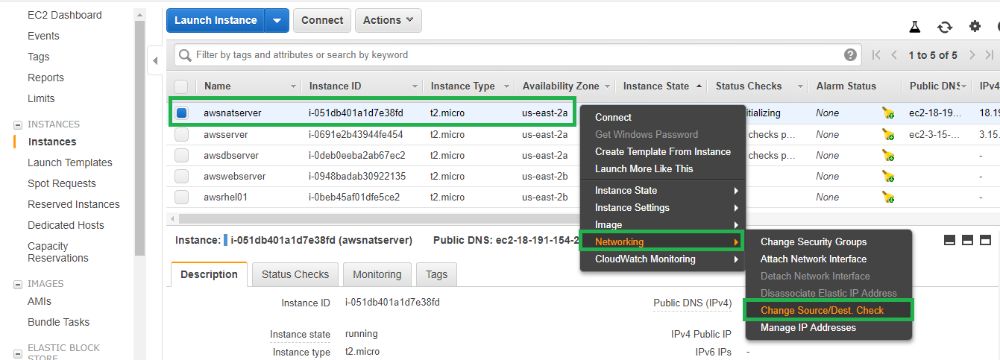 EC2 Dashboard
Events
Tags
Reports
Limits
INSTANCES
Instances
Launch Templates
Spot Requests
Reserved Instances
Dedicated Hosts
Capacity
Reservations
IMAGES
AMIs
Bundle Tasks
ELASTIC BLOCK
STORE
Launch Instance Connect Actions
Filter by tags and attributes or search by keyword ? 1 to 5 of 5
Name Instance ID Instance Type Availability Zone Instance State Status Checks Alarm Status Public DNS IPv4
awsnatserver i-051db401a1d7e38fd t2.micro us-east-2a itializing None ec2-18-19... 18.19
awsserver i-0691e2b43944fe454 t2.micro us-east-2a checks p... None ec2-3-15-... 3.15.
awsdbserver i-0deb0eeba2ab67ec2 t2.micro us-east-2a checks p... None -
awswebserver i-0948badab30922135 t2.micro us-east-2b None -
awsrhel01 i-0beb45af01dfe5ce2 t2.micro us-east-2b None -
Connect
Get Windows Password
Create Template From Instance
Launch More Like This
Instance State
Instance Settings
Image
Networking
CloudWatch Monitoring
Change Security Groups
Attach Network Interface
Detach Network Interface
Disassociate Elastic IP Address
Change Source/Dest. Check
Manage IP Addresses
Instance: i-051db401a1d7e38fd (awsnatserver) Public DNS: ec2-18-191-154-2
Description Status Checks Monitoring Tags
Instance ID i-051db401a1d7e38fd Public DNS (IPv4)
Instance state running IPv4 Public IP
Instance type t2.micro IPv6 IPs -